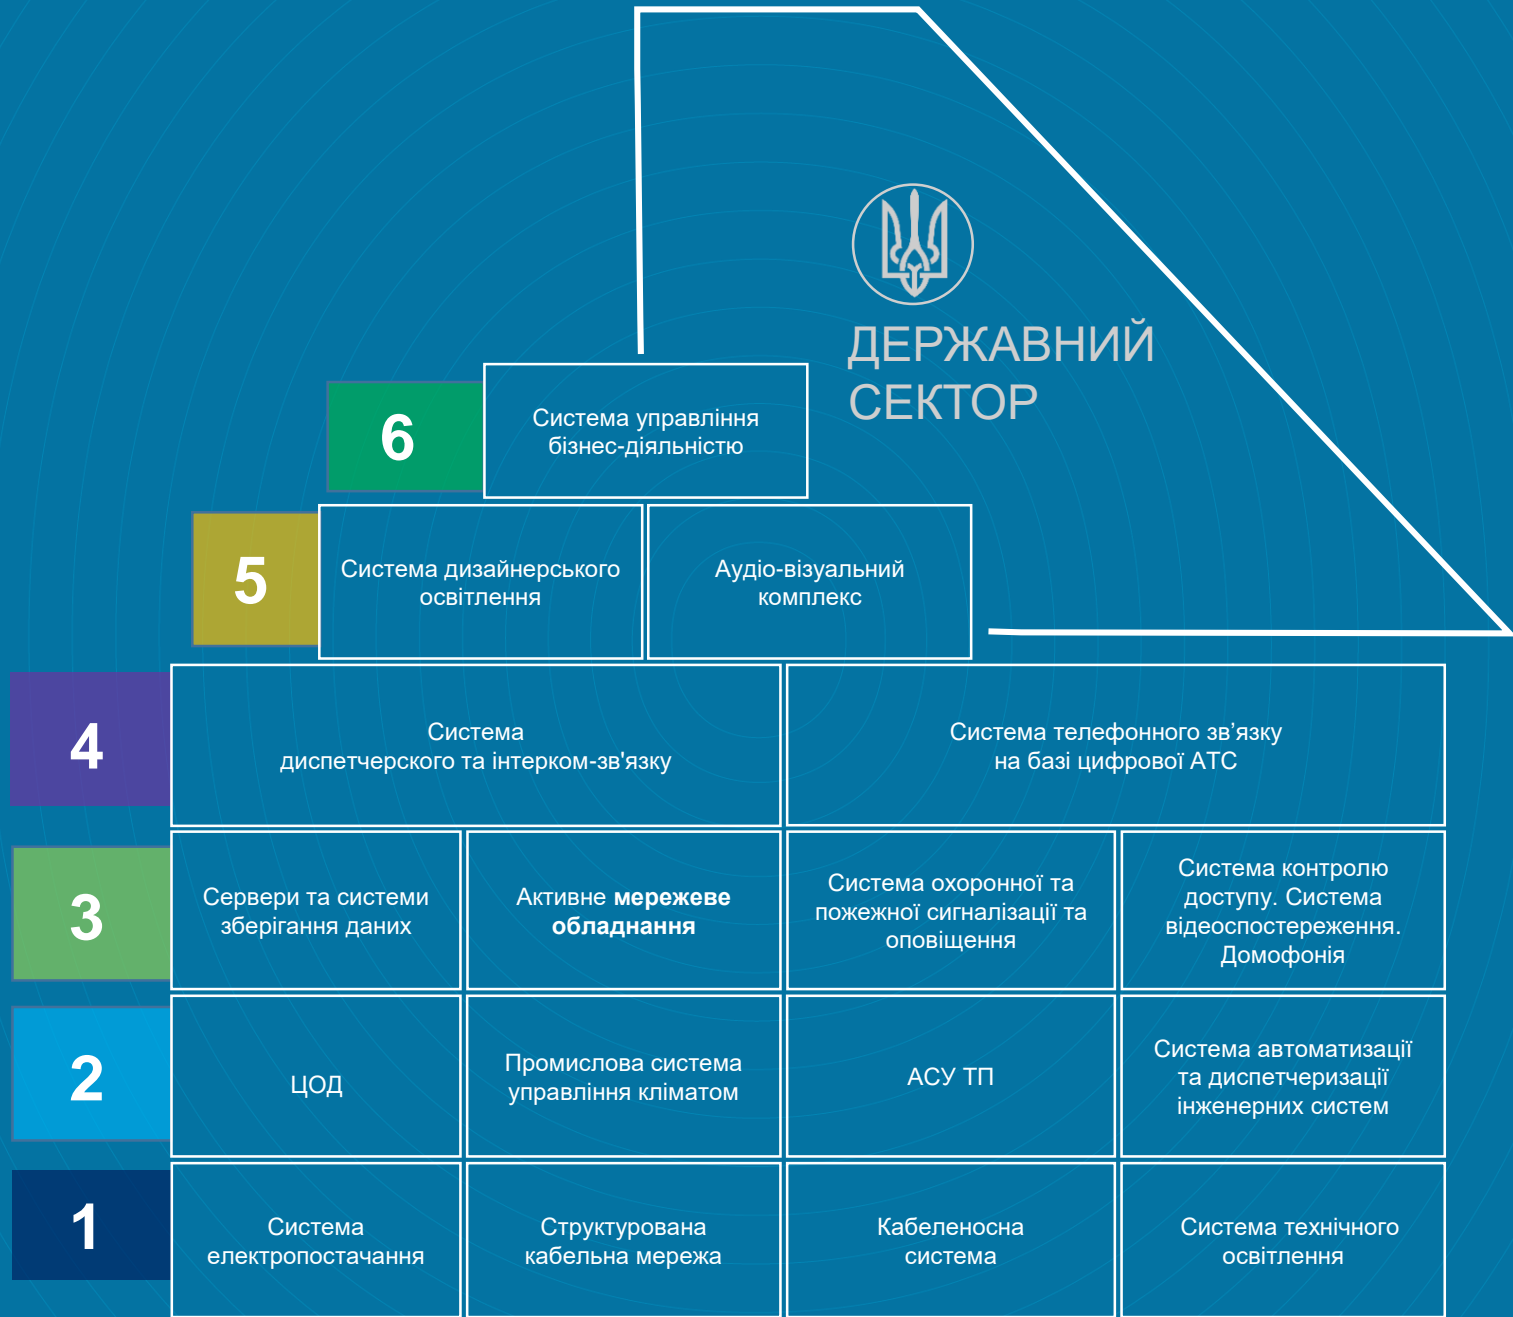 ДЕРЖАВНИЙ
СЕКТОР
6
Система управління
бізнес-діяльністю
5
Система дизайнерського
освітлення
Аудіо-візуальний
комплекс
4
Система
диспетчерского та інтерком-зв'язку
Система телефонного зв’язку
на базі цифрової АТС
3
Сервери та системи
зберігання даних
Активне мережеве
обладнання
Система охоронної та
пожежної сигналізації та
оповіщення
Система контролю
доступу. Система
відеоспостереження.
Домофонія
2
ЦОД
Промислова система
управління кліматом
АСУ ТП
Система автоматизації
та диспетчеризації
інженерних систем
1
Система
електропостачання
Структурована
кабельна мережа
Кабеленосна
система
Система технічного
освітлення